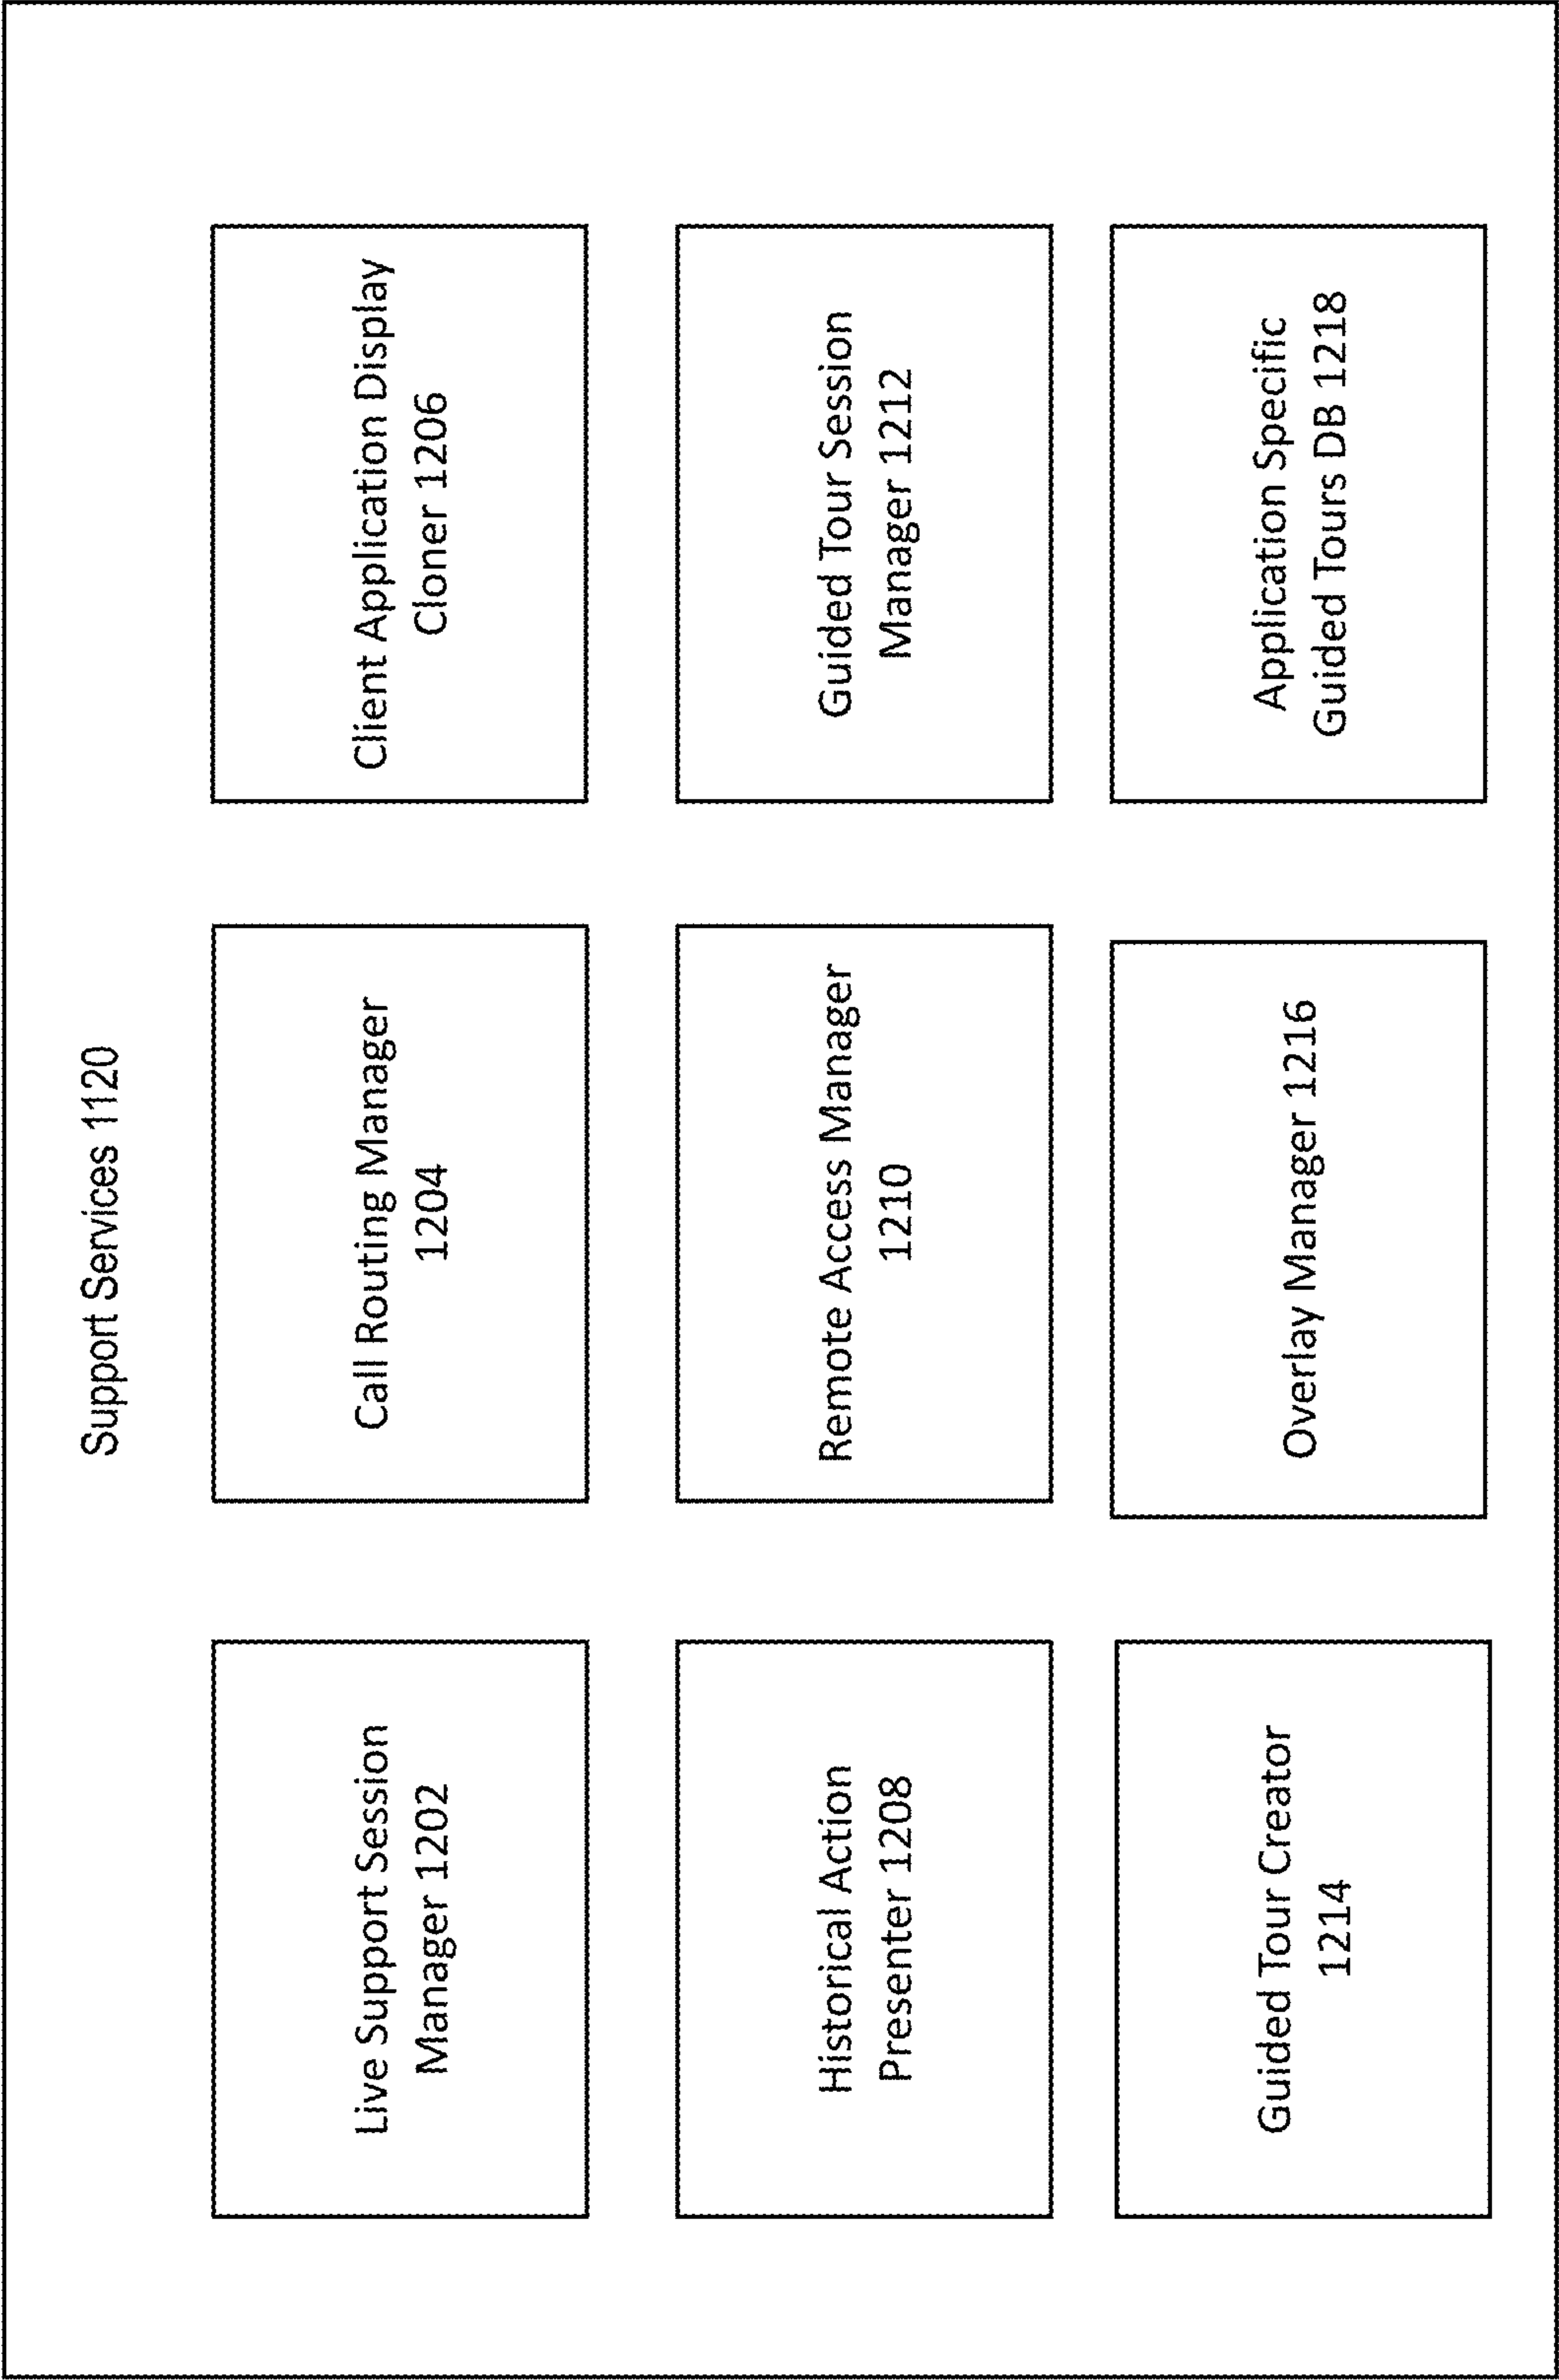 Support Services 1120
Live Support Session
Manager 1202
Call Routing Manager
1204
Client Application Display
Cloner 1206
Historical Action
Presenter 1208
Remote Access Manager
1210
Guided Tour Session
Manager 1212
Guided Tour Creator
1214
Overlay Manager 1216
Application Specific
Guided Tours DB 1218